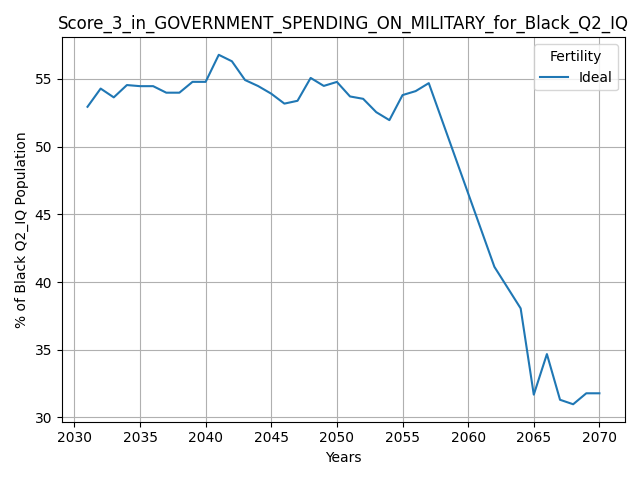 Score_3_in_GOVERNMENT_SPENDING_ON_MILITARY_for_Black_Q2_IQ
Fertility
Ideal
% of Black Q2_IQ Population
55
50
45
40
35
30
2030 2035 2040 2045 2050 2055 2060 2065 2070
Years